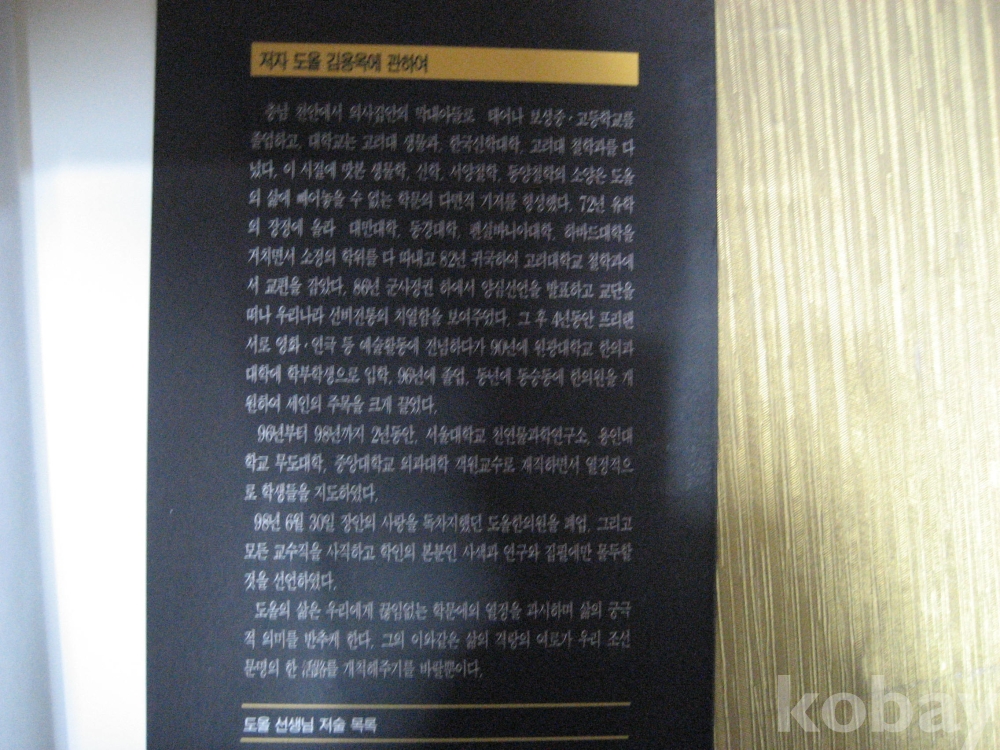 저자 도올 김용옥에 관하여
충남 천안에서 의사집안의 막내아들로 태어나 보성중·고등학교를
졸업하고, 대학교는 고려대 생물과, 한국신학대학, 고려대 철학과를 다
녔다. 이 시절에 맛본 생물학, 신학, 서양철학, 동양철학의 소양은 도올
의 삶에 빼어놓을 수 없는 학문의 다면적 기저를 형성했다. 72년 유학
의 장정에 올라 대만대학, 동경대학, 펜실바니아대학, 하바드대학을
거치면서 소정의 학위를 다 따내고 82년 귀국하여 고려대학교 철학과에
서 교편을 잡았다. 86년 군사정권 하에서 양심선언을 발표하고 교단을
떠나 우리나라 선비전통의 치열함을 보여주었다. 그 후 4년동안 프리랜
서로 영화·연극 등 예술활동에 전념하다가 90년에 원광대학교 한의과
대학에 학부학생으로 입학, 96년에 졸업, 동년에 동숭동에 한의원을 개
원하여 세인의 주목을 크게 끌었다.
96년부터 98년까지 2년동안, 서울대학교 천연물과학연구소, 용인대
학교 무도대학, 중앙대학교 의과대학 객원교수로 재직하면서 열정적으
로 학생들을 지도하였다.
98년 6월 30일 장안의 사랑을 독차지했던 도올한의원을 폐업, 그리고
모든 교수직을 사직하고 학인의 본분인 사색과 연구와 집필에만 몰두할
것을 선언하였다.
도올의 삶은 우리에게 끊임없는 학문에의 열정을 과시하며 삶의 궁극
적 의미를 반추케 한다. 그의 이와같은 삶의 격랑의 여로가 우리 조선
문명의 한 活路를 개척해주기를 바랄뿐이다.
도올 선생님 저술 목록
kobay